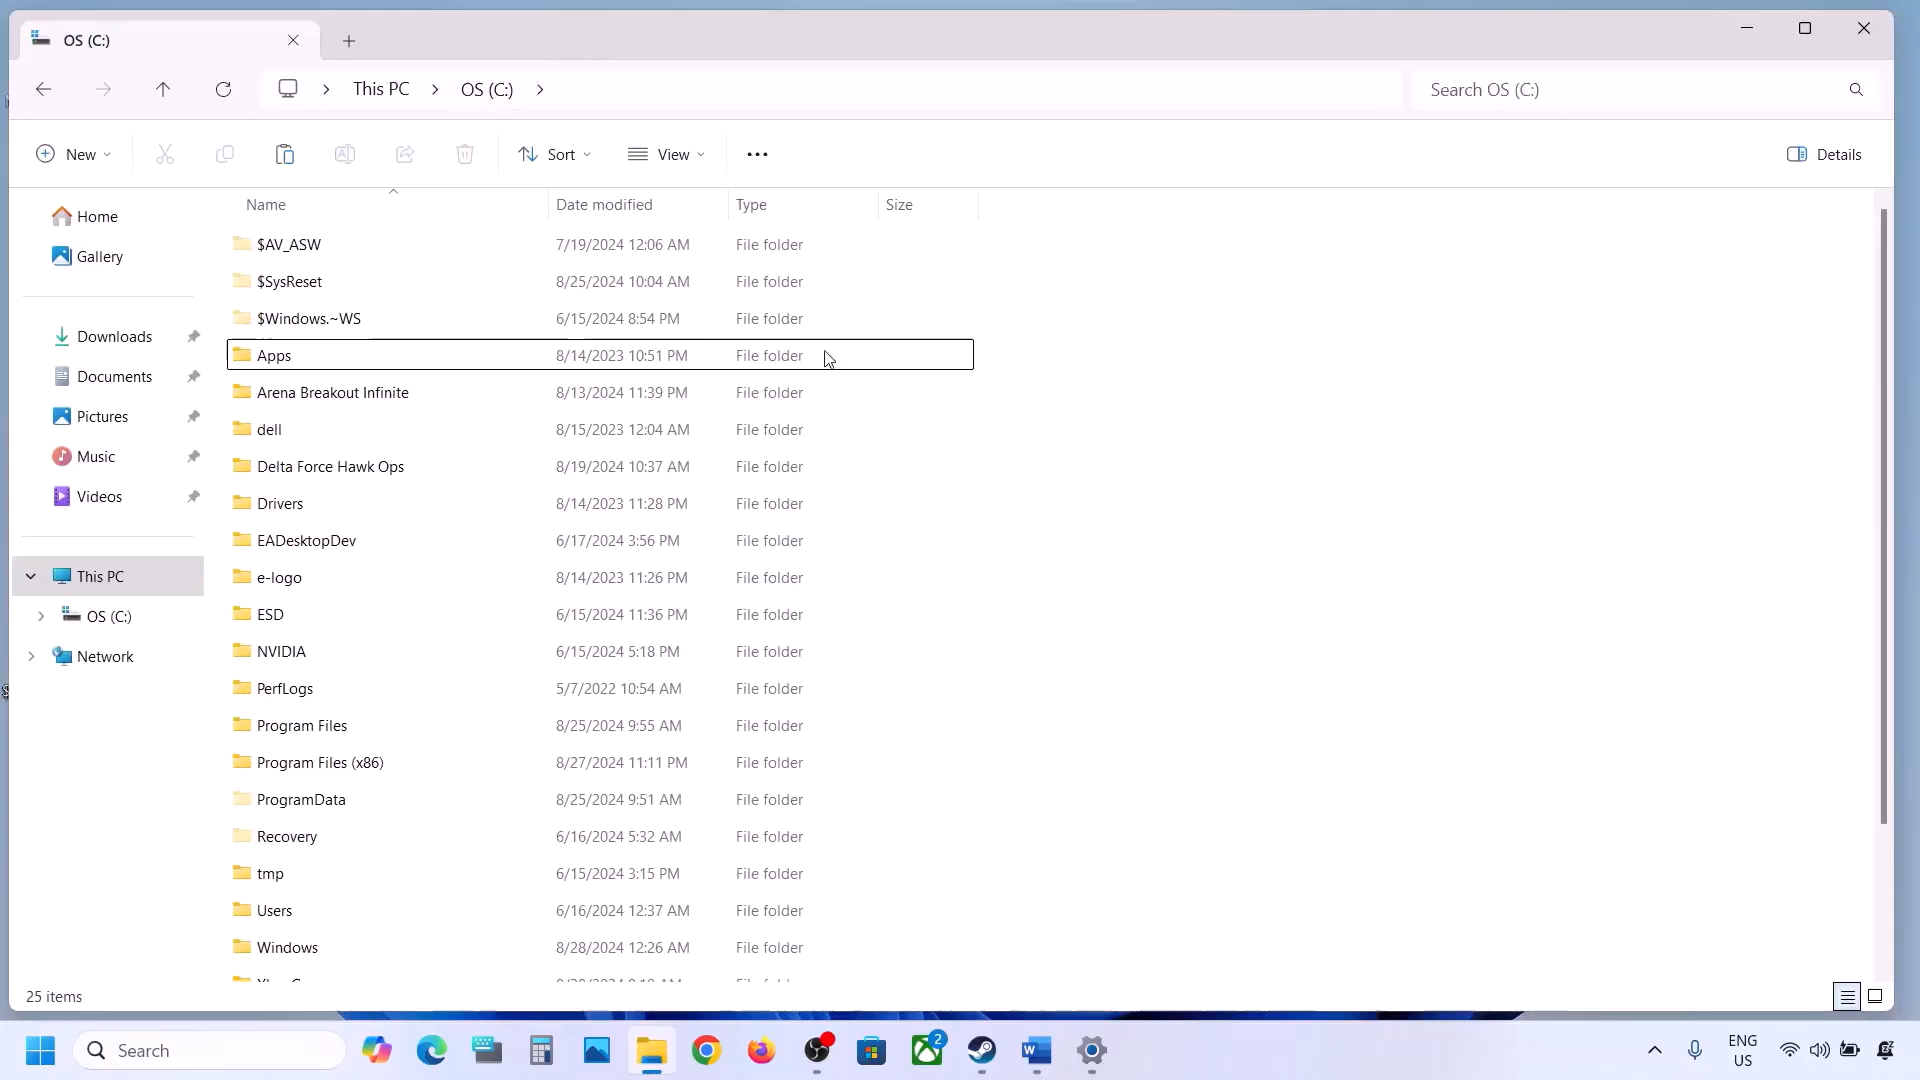 OS (C:)
This PC OS (C:)
Search OS (C:)
New Sort View Details
Name Date modified Type Size
Home
Gallery
Downloads
Documents
Pictures
Music
Videos
This PC
OS (C:)
Network
$AV_ASW 7/19/2024 12:06 AM File folder
$SysReset 8/25/2024 10:04 AM File folder
$Windows.~WS 6/15/2024 8:54 PM File folder
Apps 8/14/2023 10:51 PM File folder
Arena Breakout Infinite 8/13/2024 11:39 PM File folder
dell 8/15/2023 12:04 AM File folder
Delta Force Hawk Ops 8/19/2024 10:37 AM File folder
Drivers 8/14/2023 11:28 PM File folder
EADesktopDev 6/17/2024 3:56 PM File folder
e-logo 8/14/2023 11:26 PM File folder
ESD 6/15/2024 11:36 PM File folder
NVIDIA 6/15/2024 5:18 PM File folder
PerfLogs 5/7/2022 10:54 AM File folder
Program Files 8/25/2024 9:55 AM File folder
Program Files (x86) 8/27/2024 11:11 PM File folder
ProgramData 8/25/2024 9:51 AM File folder
Recovery 6/16/2024 5:32 AM File folder
tmp 6/15/2024 3:15 PM File folder
Users 6/16/2024 12:37 AM File folder
Windows 8/28/2024 12:26 AM File folder
25 items
Search
2
ENG
US